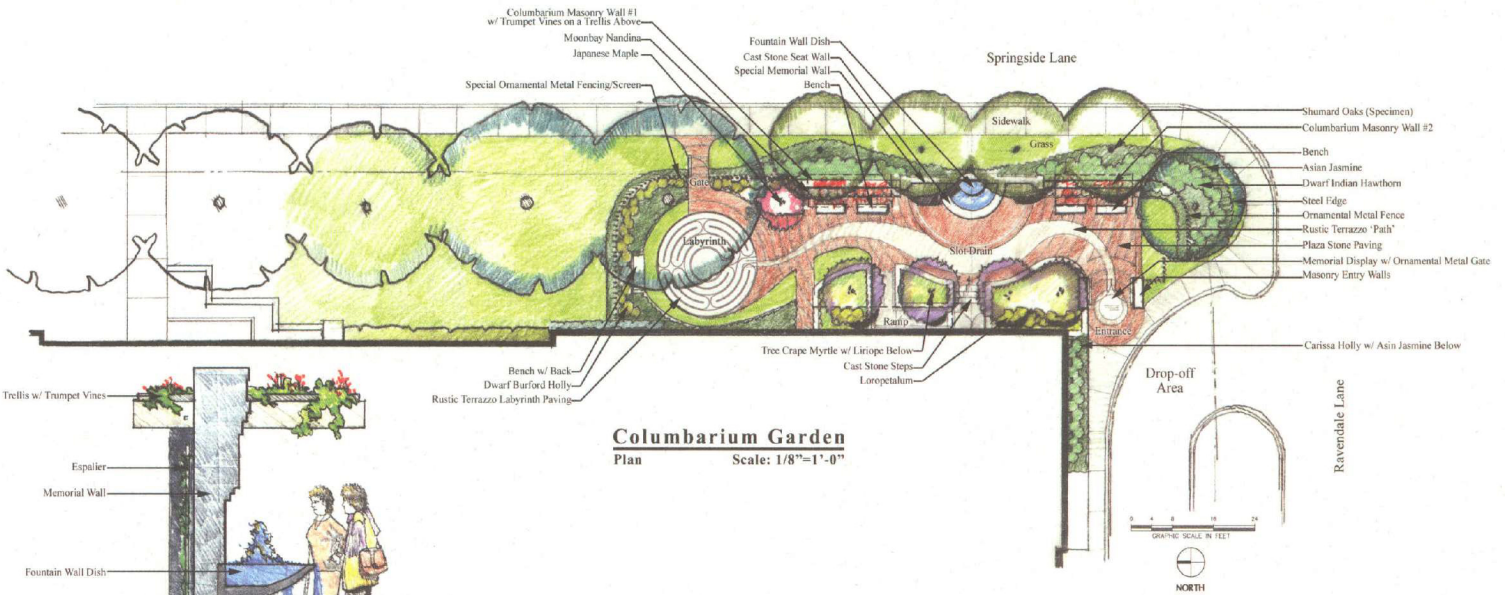 Columbarium Masonry Wall #1
w/ Trumpet Vines on a Trellis Above
Moonbay Nandina
Japanese Maple
Special Ornamental Metal Fencing/Screen
Fountain Wall Dish
Cast Stone Seat Wall
Special Memorial Wall
Bench
Springside Lane
Sidewalk
Grass
Shumard Oaks (Specimen)
Columbarium Masonry Wall #2
Bench
Asian Jasmine
Dwarf Indian Hawthorn
Steel Edge
Ornamental Metal Fence
Rustic Terrazzo 'Path'
Plaza Stone Paving
Memorial Display w/ Ornamental Metal Gate
Masonry Entry Walls
Gate
Labyrinth
Slot Drain
Ramp
Entrance
Carissa Holly w/ Asin Jasmine Below
Tree Crape Myrtle w/ Liriope Below
Cast Stone Steps
Loropetalum
Bench w/ Back
Dwarf Burford Holly
Rustic Terrazzo Labyrinth Paving
Drop-off
Area
Ravendale Lane
Columbarium Garden
Plan Scale: 1/8"=1'-0"
Trellis w/ Trumpet Vines
Espalier
Memorial Wall
Fountain Wall Dish
0 4 8 16 24
GRAPHIC SCALE IN FEET
NORTH